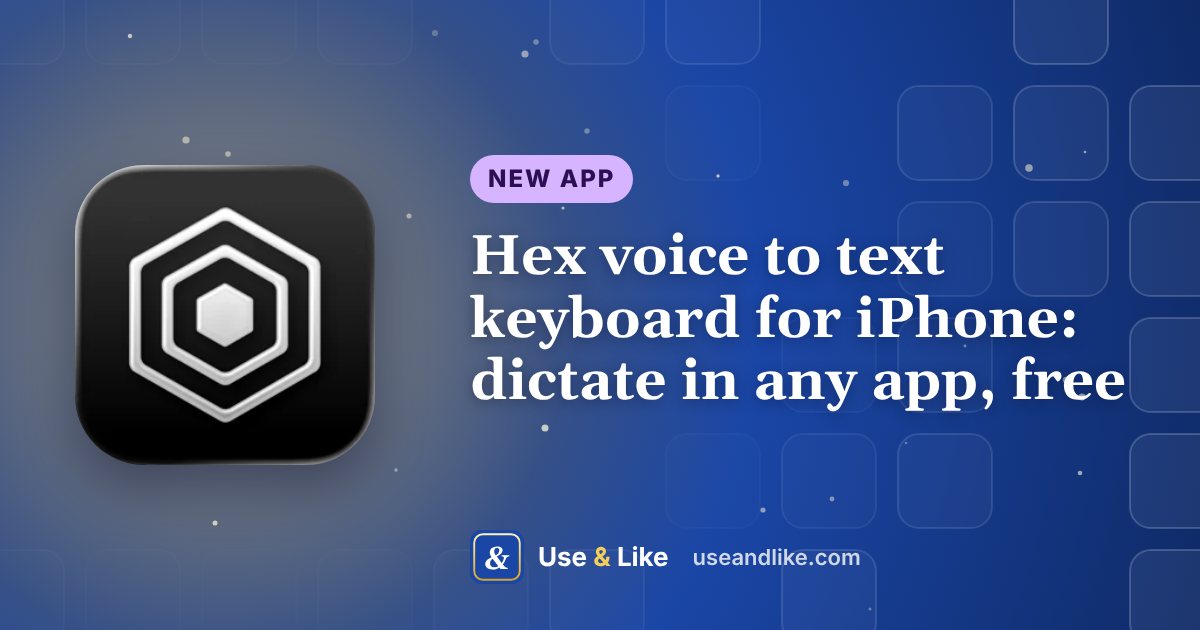 NEW APP
Hex voice to text
keyboard for iPhone:
dictate in any app, free
& Use & Like useandlike.com